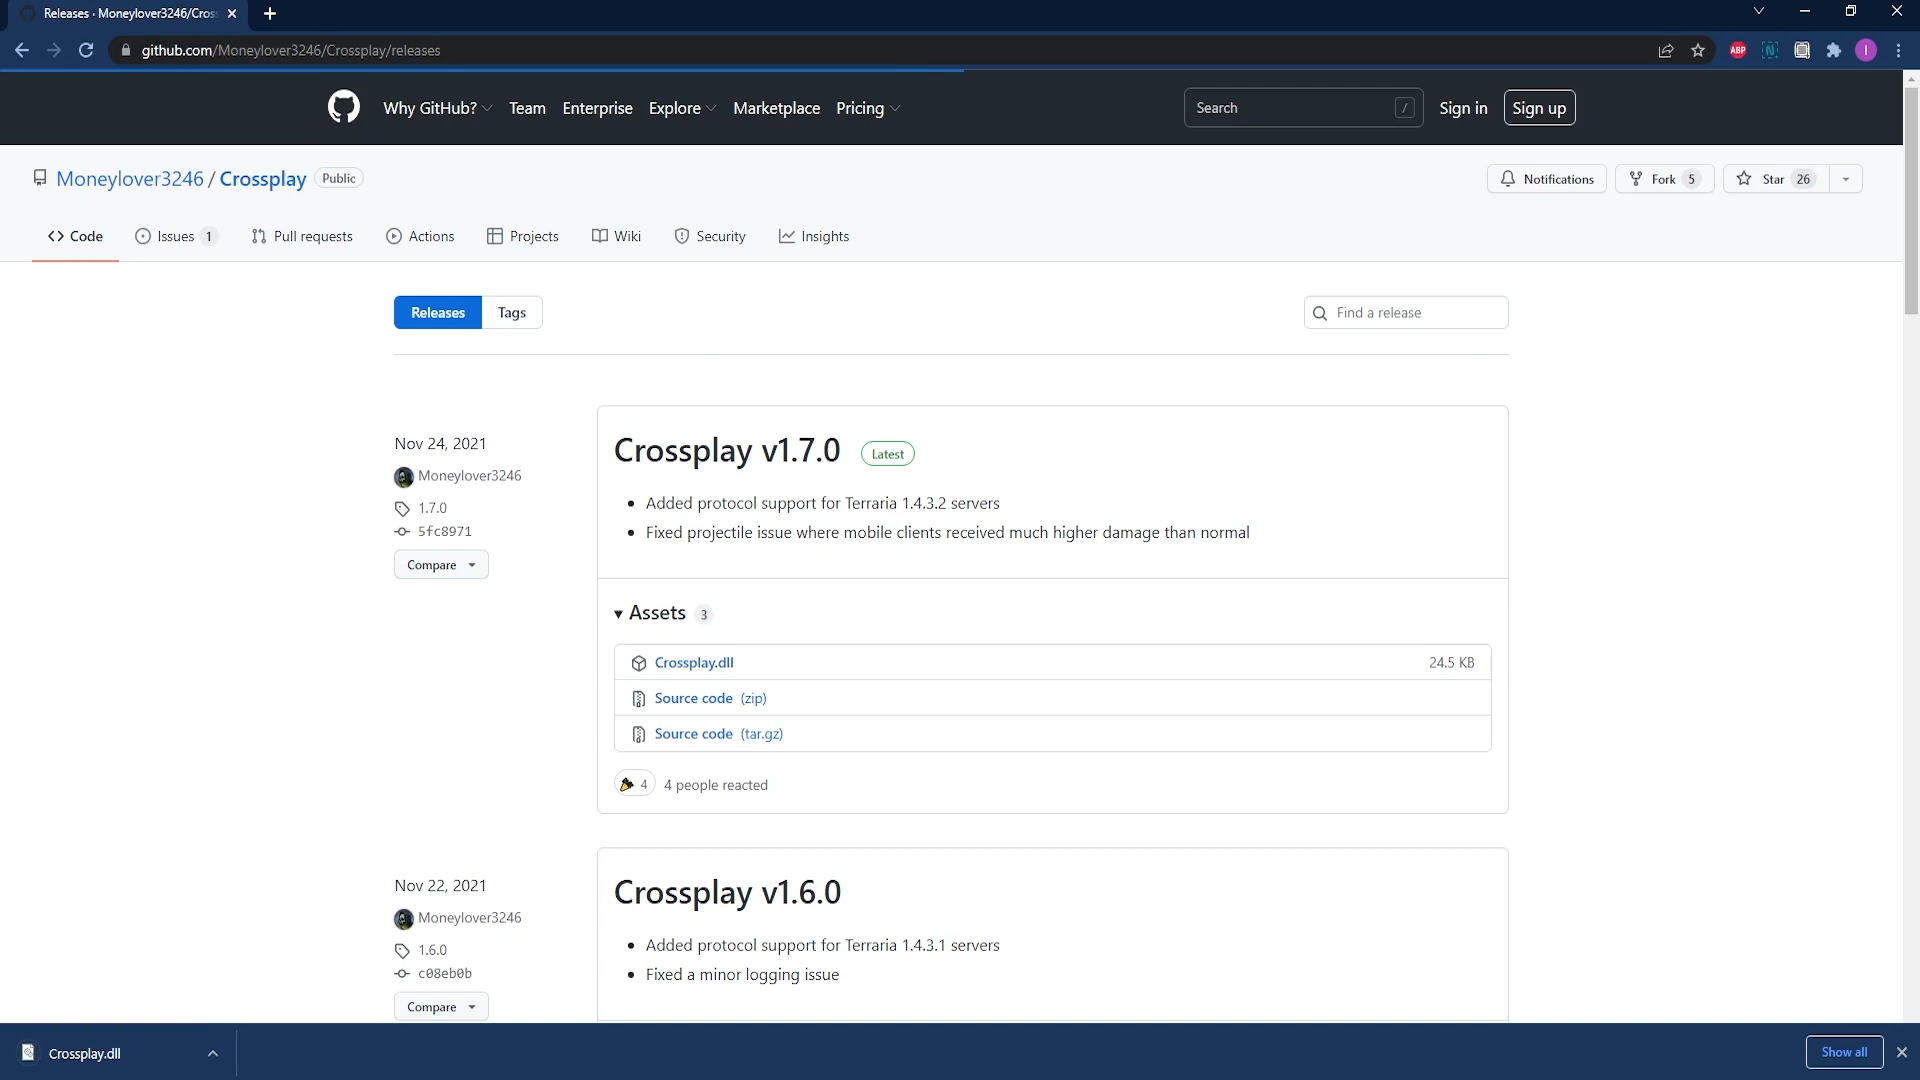 Releases · Moneylover3246/Cros
github.com/Moneylover3246/Crossplay/releases
ABP
N
I
Why GitHub? Team Enterprise Explore Marketplace Pricing
Search /
Sign in Sign up
Moneylover3246 / Crossplay Public
Notifications Fork 5 Star 26
Code Issues 1 Pull requests Actions Projects Wiki Security Insights
Releases Tags
Find a release
Nov 24, 2021
Moneylover3246
1.7.0
5fc8971
Compare
Crossplay v1.7.0 Latest
Added protocol support for Terraria 1.4.3.2 servers
Fixed projectile issue where mobile clients received much higher damage than normal
Assets 3
Crossplay.dll 24.5 KB
Source code (zip)
Source code (tar.gz)
4 4 people reacted
Nov 22, 2021
Moneylover3246
1.6.0
c08eb0b
Compare
Crossplay v1.6.0
Added protocol support for Terraria 1.4.3.1 servers
Fixed a minor logging issue
Crossplay.dll
Show all